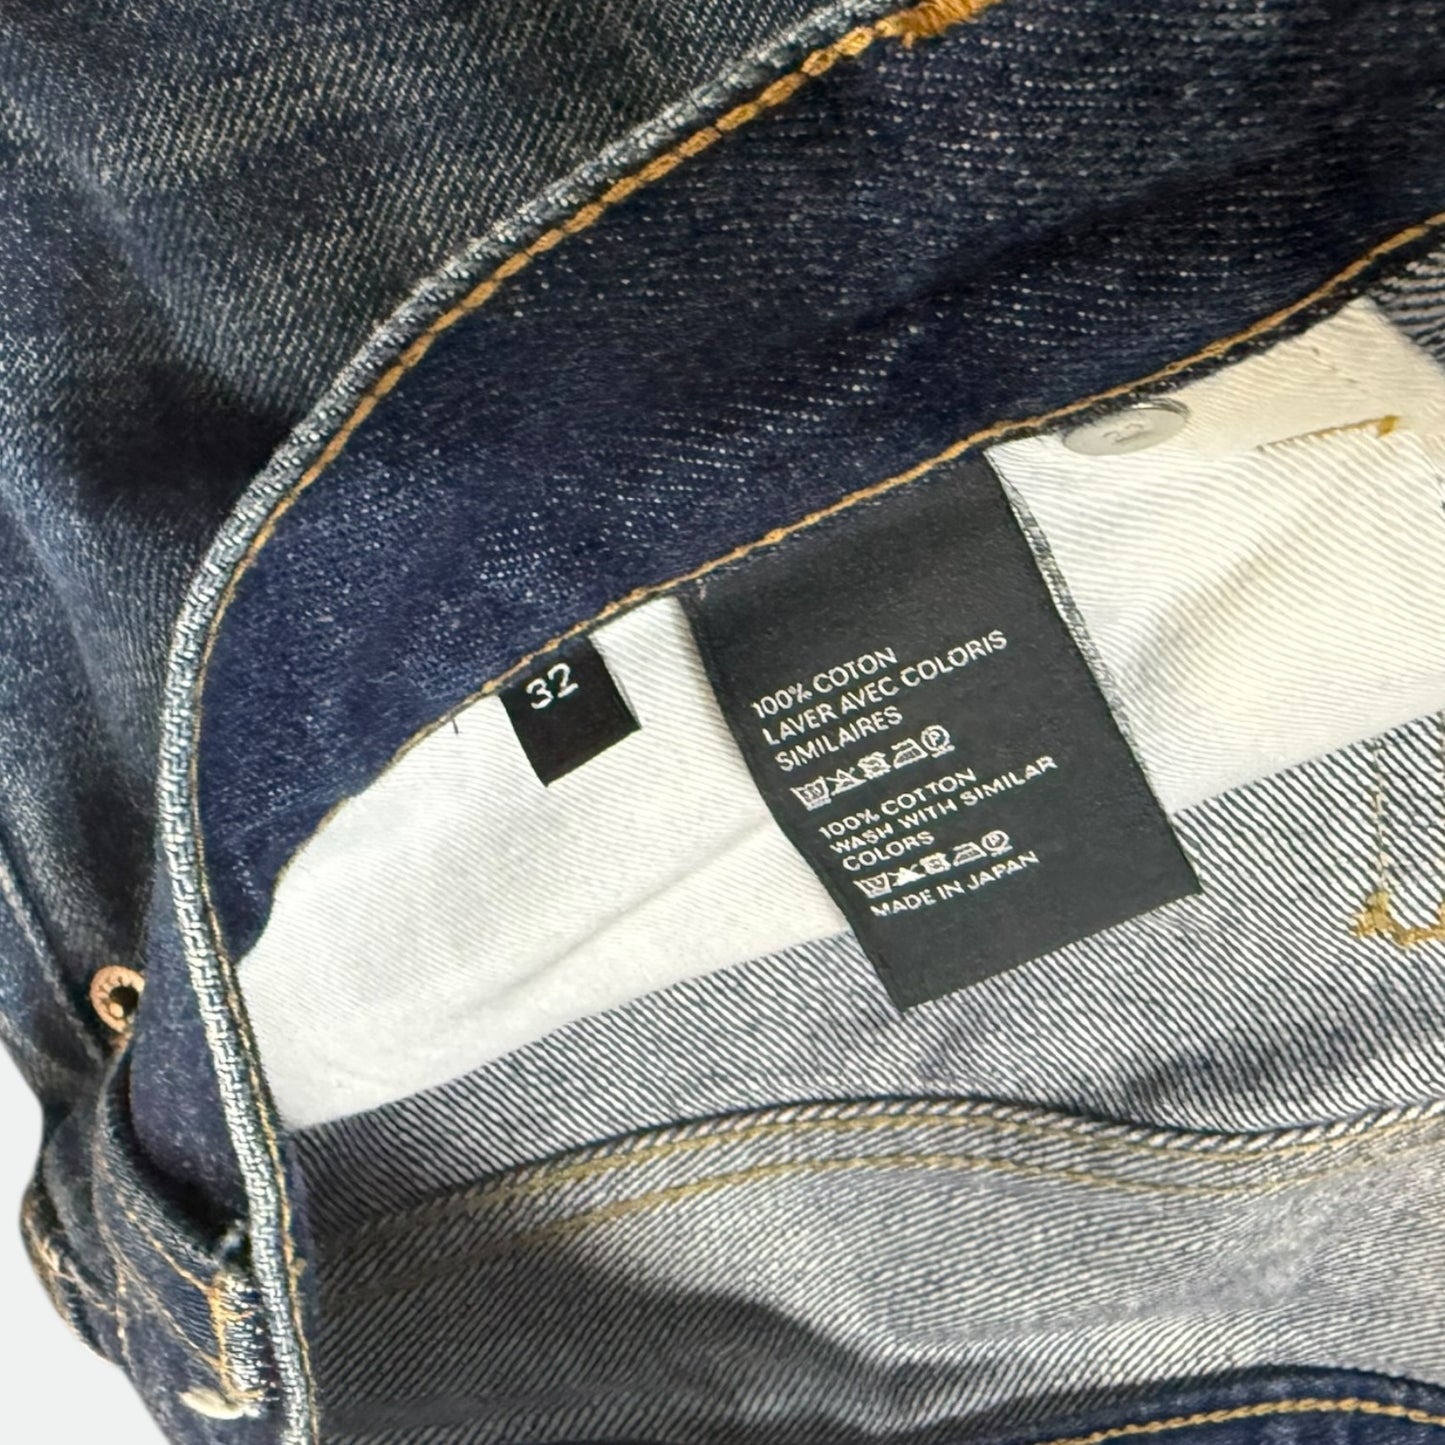 32
100% COTON
LAVER AVEC COLORIS
SIMILAIRES
100% COTTON
WASH WITH SIMILAR
COLORS
MADE IN JAPAN